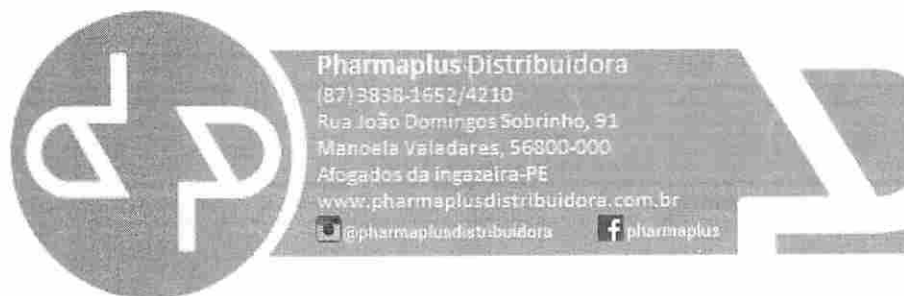 dp
Pharmaplus Distribuidora
(87) 3838-1652/4210
Rua João Domingos Sobrinho, 91
Manoela Valadares, 56800-000
Afogados da ingazeira-PE
www.pharmaplusdistribuidora.com.br
@pharmaplusdistribuidora f pharmaplus